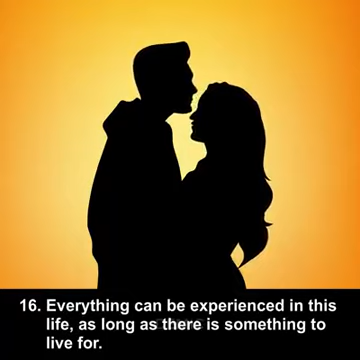 16. Everything can be experienced in this
life, as long as there is something to
live for.